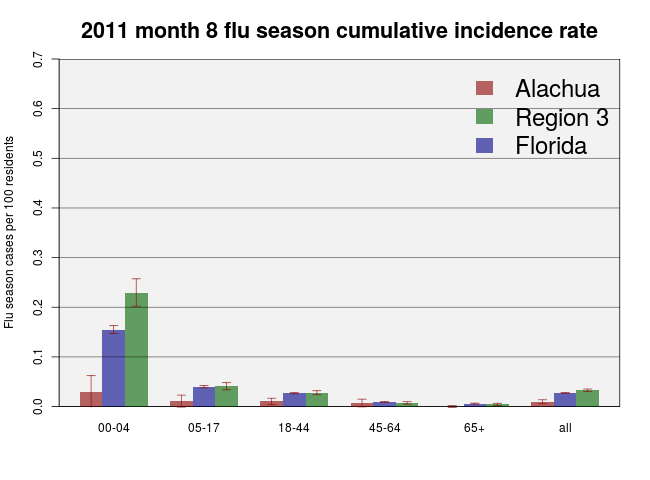 2011 month 8 flu season cumulative incidence rate
Flu season cases per 100 residents
0.7
0.6
0.5
0.4
0.3
0.2
0.1
0.0
Alachua
Region 3
Florida
00-04 05-17 18-44 45-64 65+ all